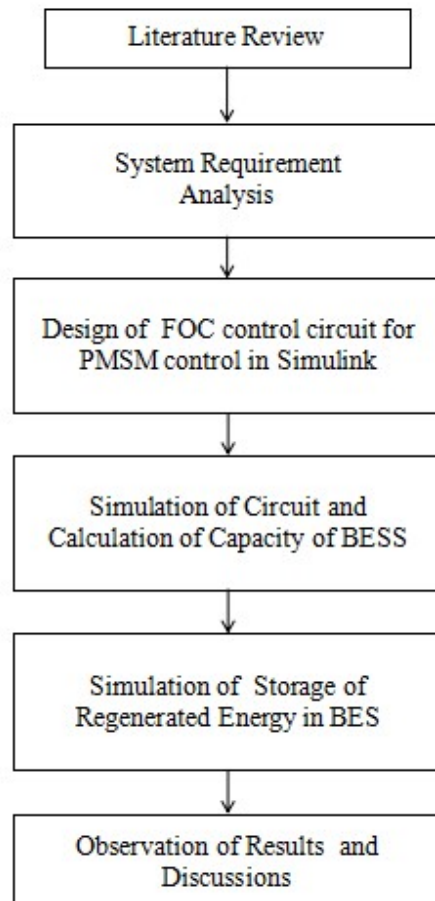 Literature Review
System Requirement
Analysis
Design of FOC control circuit for
PMSM control in Simulink
Simulation of Circuit and
Calculation of Capacity of BESS
Simulation of Storage of
Regenerated Energy in BES
Observation of Results and
Discussions